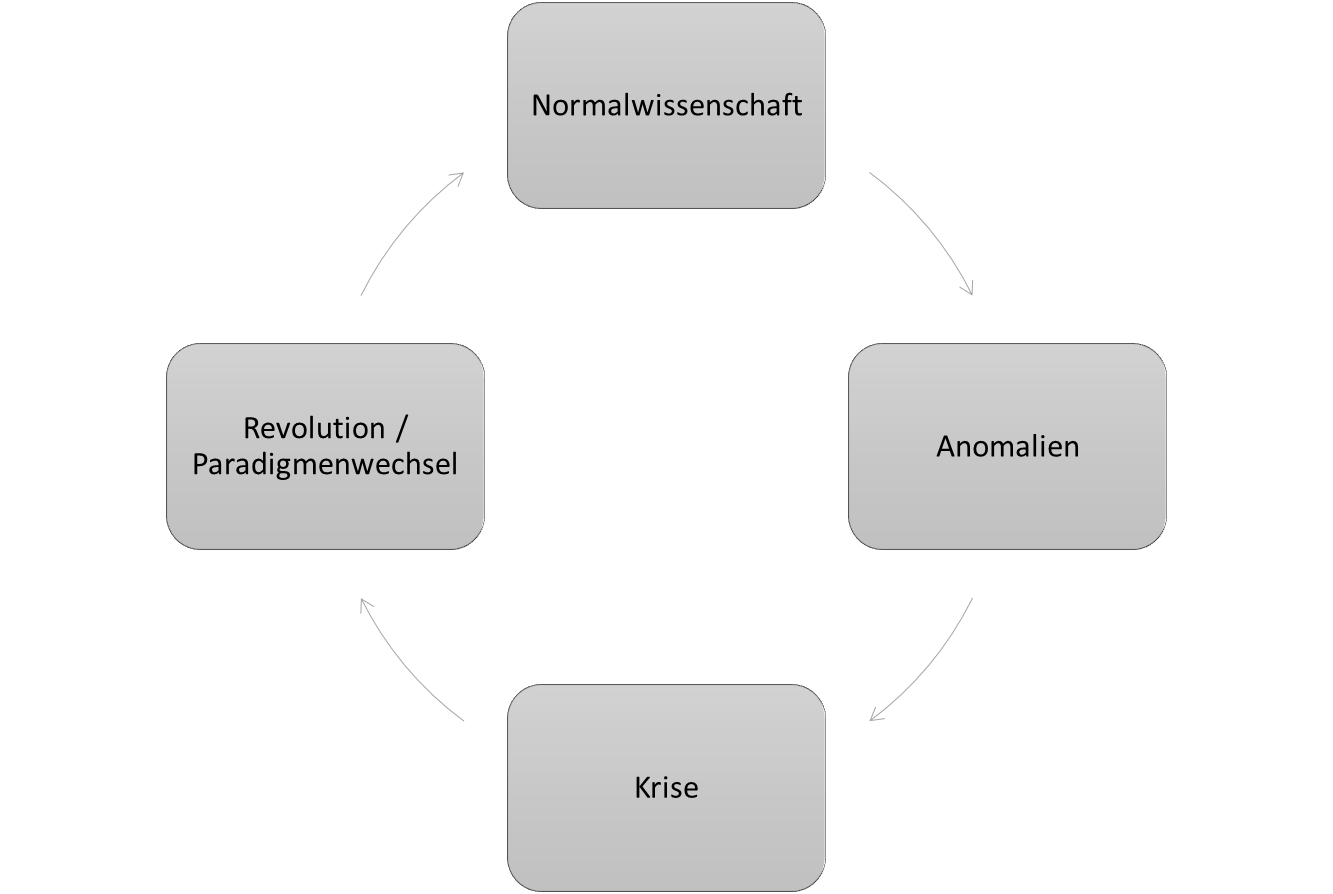 Normalwissenschaft
Revolution /
Paradigmenwechsel
Anomalien
Krise